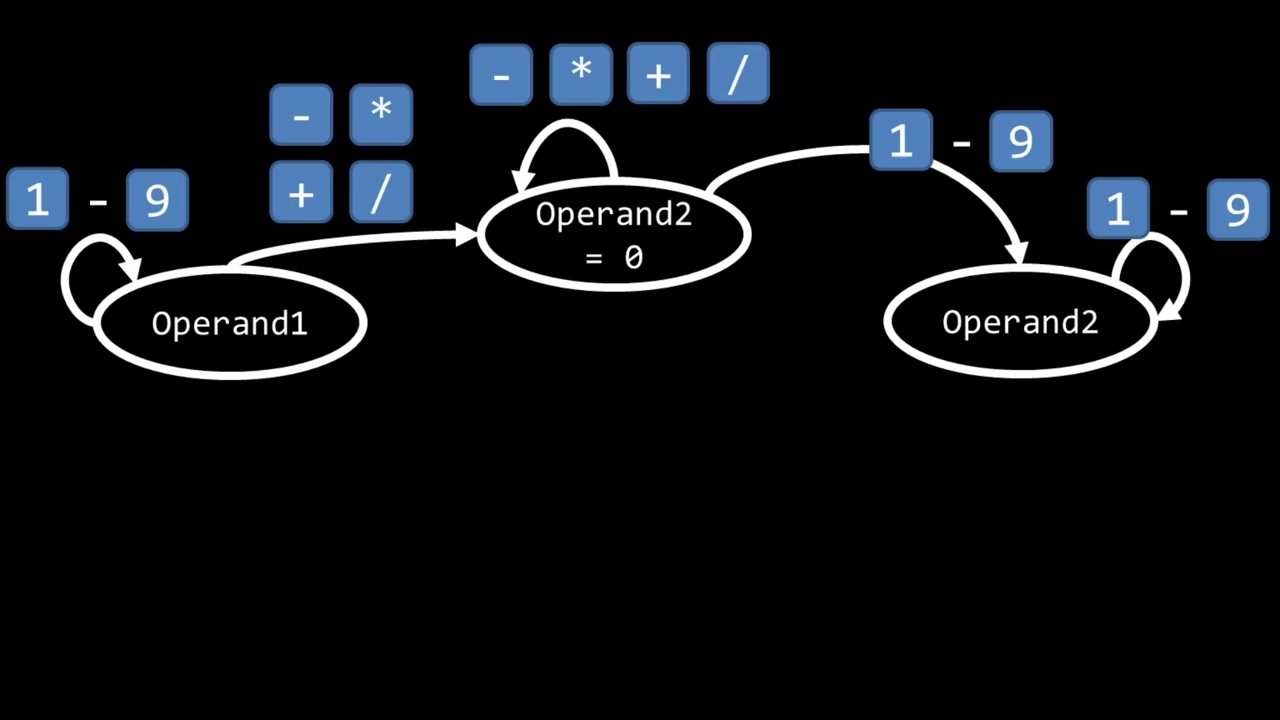 - * + /
- *
+ /
1 - 9
1 - 9
1 - 9
Operand2
= 0
Operand1
Operand2